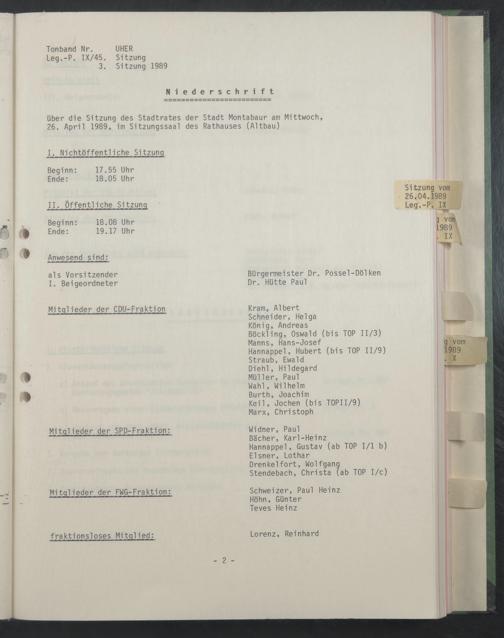 Tonband Nr. UHER
Leg.-P. IX/45. Sitzung
3. Sitzung 1989
Niederschrift
über die Sitzung des Stadtrates der Stadt Montabaur am Mittwoch,
26. April 1989, im Sitzungssaal des Rathauses (Altbau)
I. Nichtöffentliche Sitzung
Beginn: 17.55 Uhr
Ende: 18.05 Uhr
II. Öffentliche Sitzung
Beginn: 18.08 Uhr
Ende: 19.17 Uhr
Anwesend sind:
als Vorsitzender Bürgermeister Dr. Possel-Dölken
I. Beigeordneter Dr. Hütte Paul
Mitglieder der CDU-Fraktion Kram, Albert
Schneider, Helga
König, Andreas
Böckling, Oswald (bis TOP II/3)
Manns, Hans-Josef
Hannappel, Hubert (bis TOP II/9)
Straub, Ewald
Diehl, Hildegard
Müller, Paul
Wahl, Wilhelm
Burth, Joachim
Keil, Jochen (bis TOPII/9)
Marx, Christoph
Mitglieder der SPD-Fraktion: Widner, Paul
Bächer, Karl-Heinz
Hannappel, Gustav (ab TOP I/1 b)
Elsner, Lothar
Drenkelfort, Wolfgang
Stendebach, Christa (ab TOP I/c)
Mitglieder der FWG-Fraktion: Schweizer, Paul Heinz
Höhn, Günter
Teves Heinz
fraktionsloses Mitglied: Lorenz, Reinhard
- 2 -
Sitzung vom
26.04.1989
Leg.-P. IX
g vom
1989
. IX
g vom
1989
. X